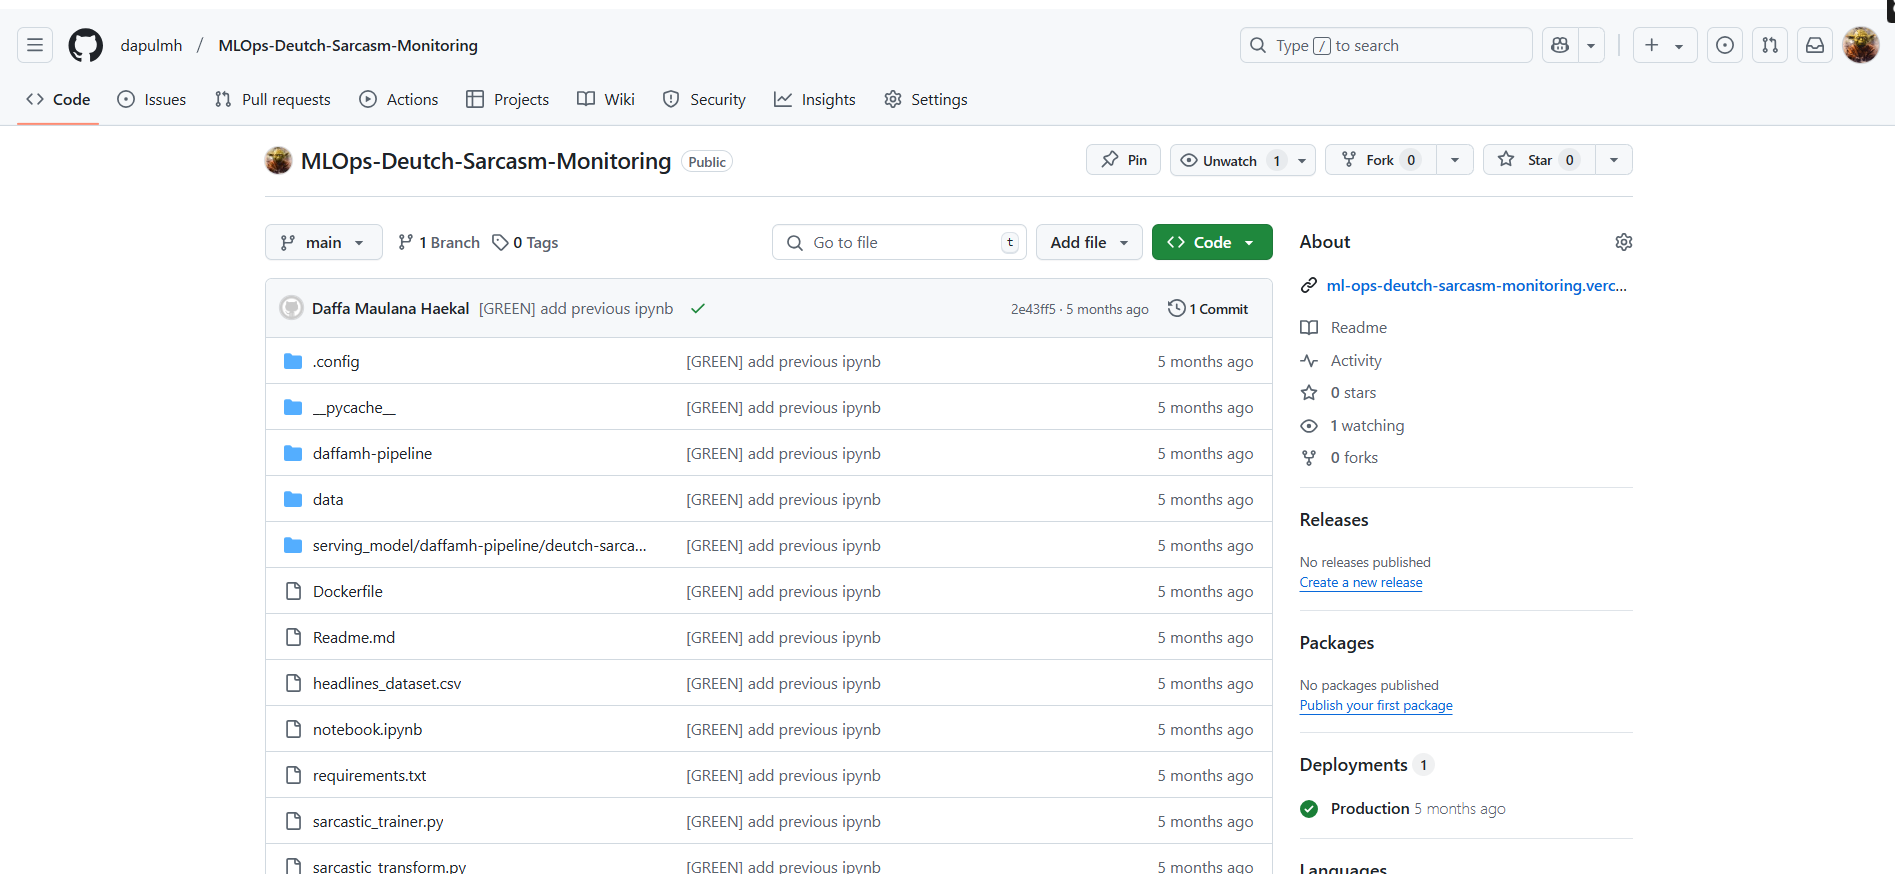 dapulmh / MLOps-Deutch-Sarcasm-Monitoring
Type / to search
Code Issues Pull requests Actions Projects Wiki Security Insights Settings
MLOps-Deutch-Sarcasm-Monitoring Public
Pin Unwatch 1 Fork 0 Star 0
main 1 Branch 0 Tags Go to file t Add file Code
Daffa Maulana Haekal [GREEN] add previous ipynb 2e43ff5 · 5 months ago 1 Commit
.config [GREEN] add previous ipynb 5 months ago
__pycache__ [GREEN] add previous ipynb 5 months ago
daffamh-pipeline [GREEN] add previous ipynb 5 months ago
data [GREEN] add previous ipynb 5 months ago
serving_model/daffamh-pipeline/deutch-sarca... [GREEN] add previous ipynb 5 months ago
Dockerfile [GREEN] add previous ipynb 5 months ago
Readme.md [GREEN] add previous ipynb 5 months ago
headlines_dataset.csv [GREEN] add previous ipynb 5 months ago
notebook.ipynb [GREEN] add previous ipynb 5 months ago
requirements.txt [GREEN] add previous ipynb 5 months ago
sarcastic_trainer.py [GREEN] add previous ipynb 5 months ago
sarcastic_transform.py [GREEN] add previous ipynb 5 months ago
About
ml-ops-deutch-sarcasm-monitoring.verc...
Readme
Activity
0 stars
1 watching
0 forks
Releases
No releases published
Create a new release
Packages
No packages published
Publish your first package
Deployments 1
Production 5 months ago
Languages